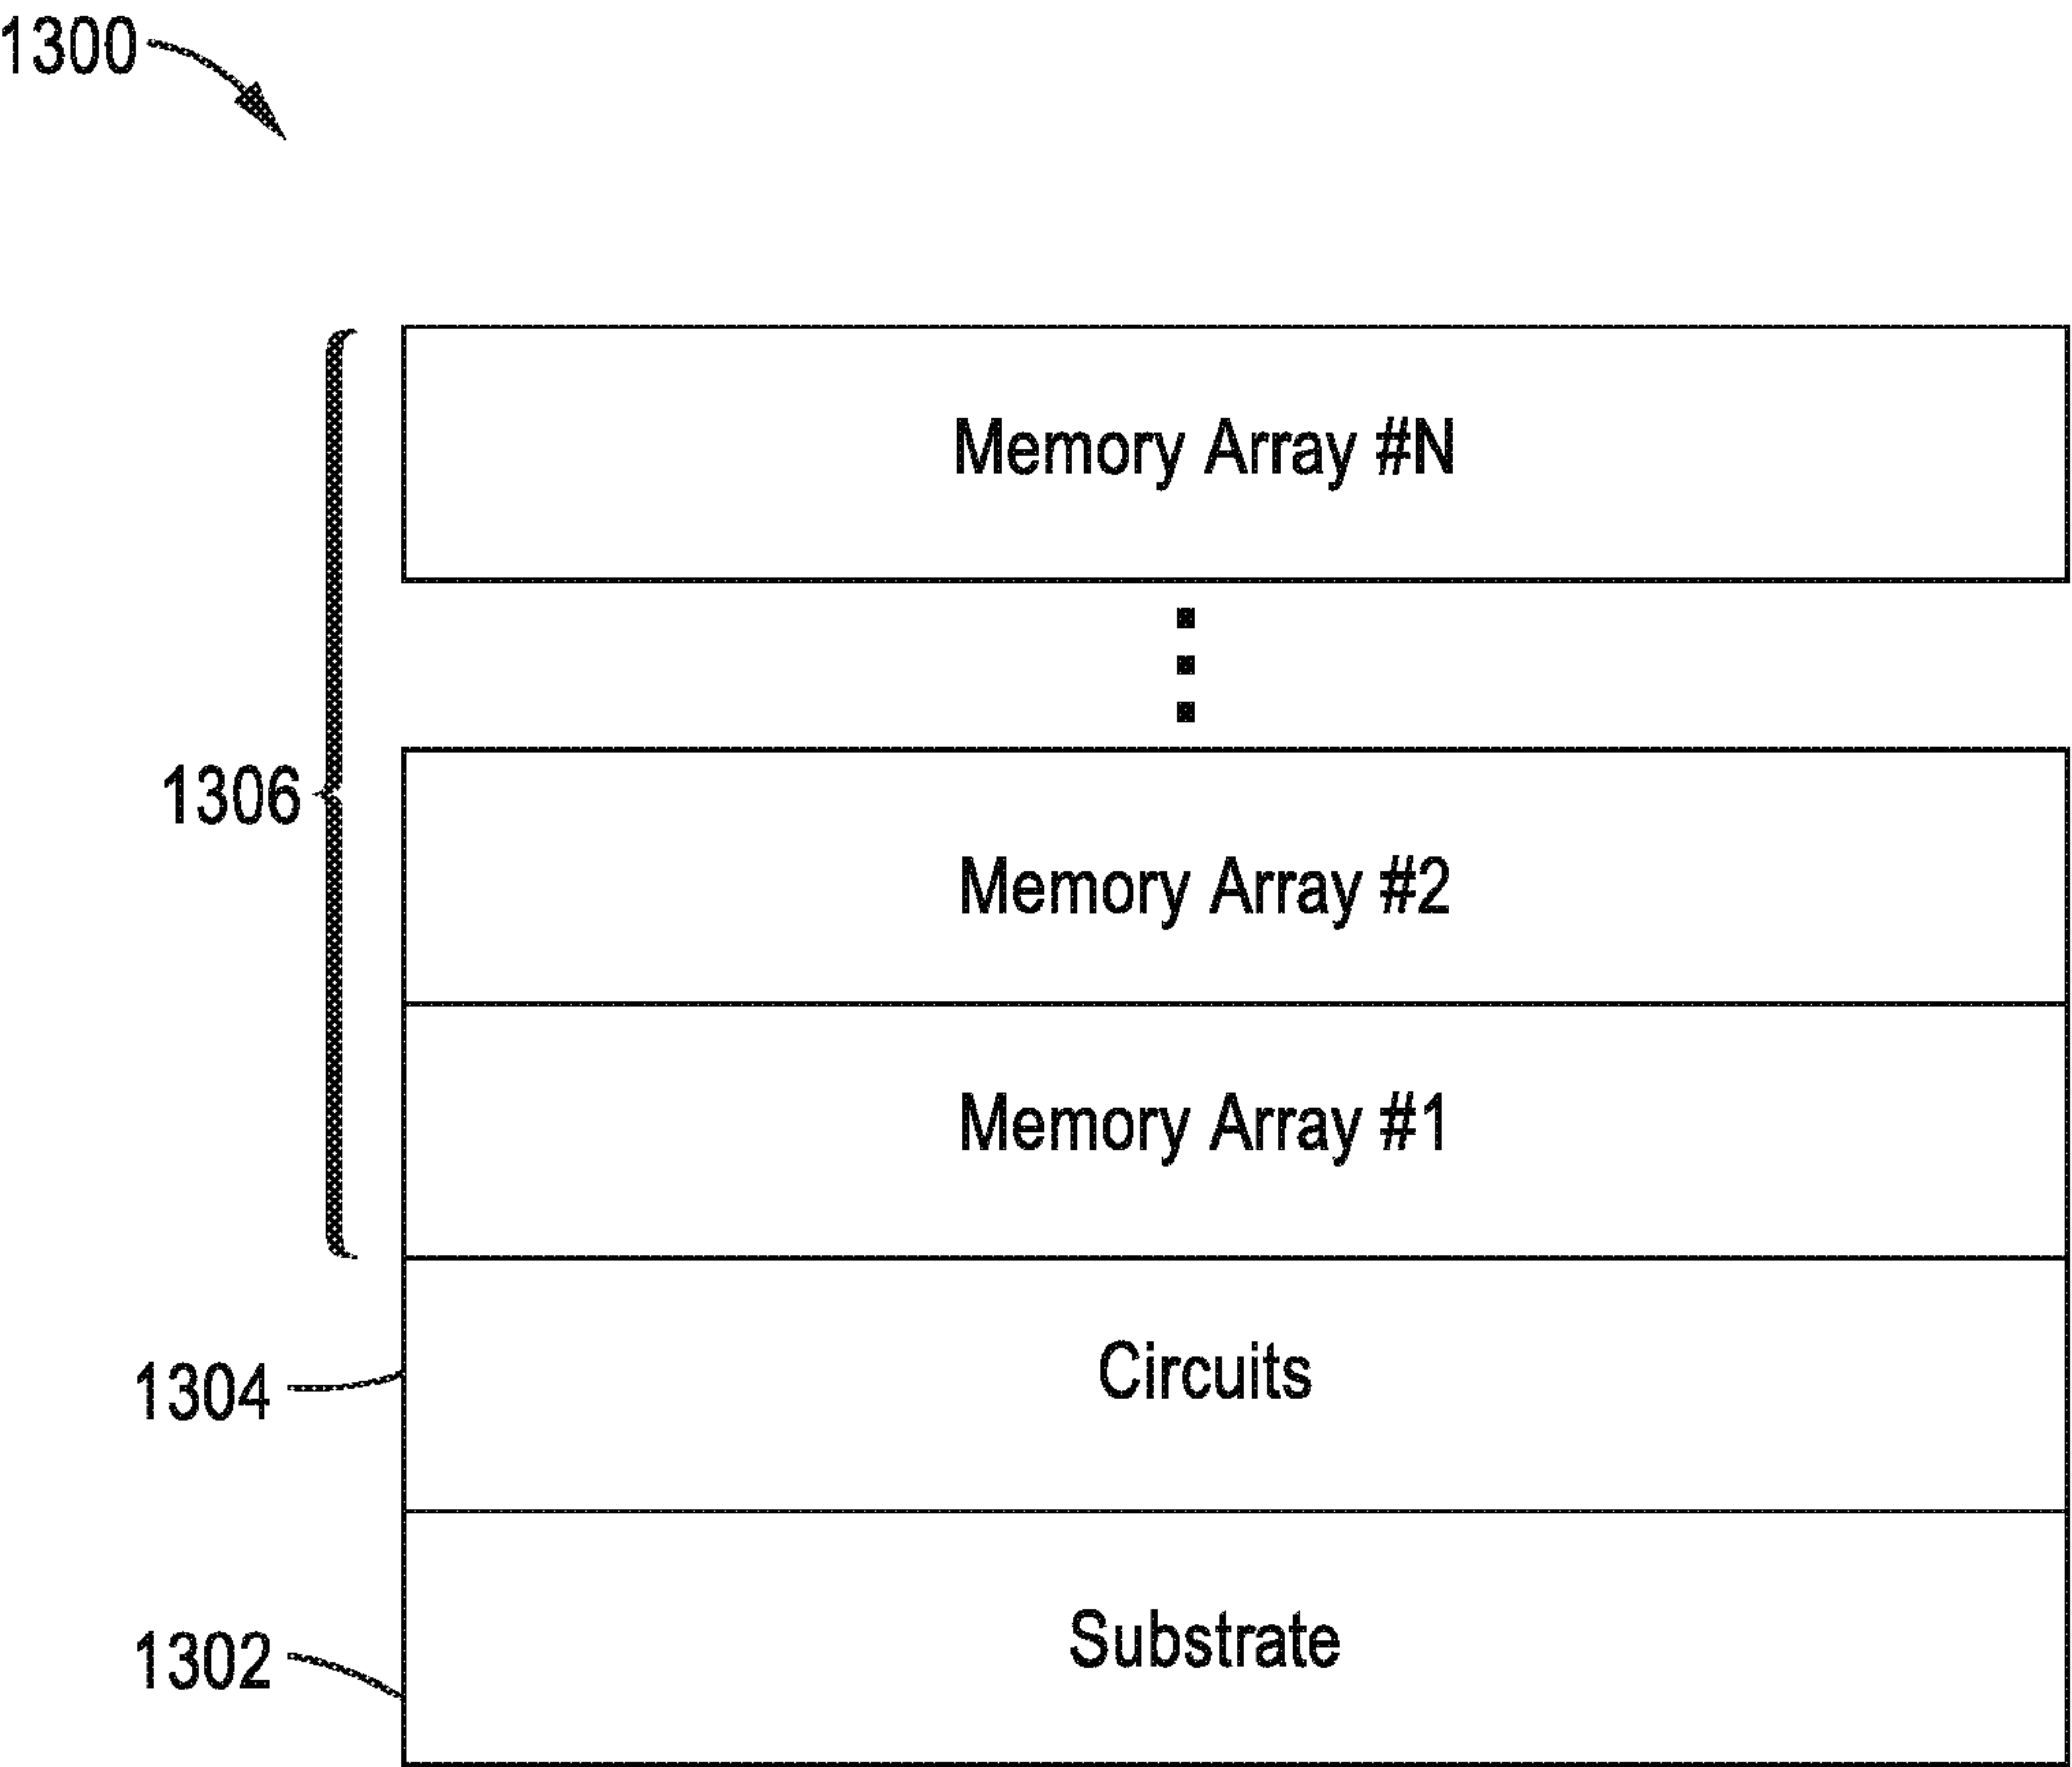 1300
Memory Array #N
1306
Memory Array #2
Memory Array #1
Circuits
1304
Substrate
1302